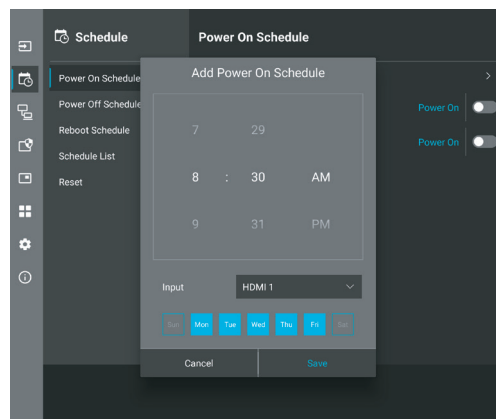 Schedule
Power On Schedule
Power On Schedule
Power Off Schedule
Reboot Schedule
Schedule List
Reset
Power On
Power On
Add Power On Schedule
7 29
8 : 30 AM
9 31 PM
Input HDMI 1
Sun Mon Tue Wed Thu Fri Sat
Cancel Save